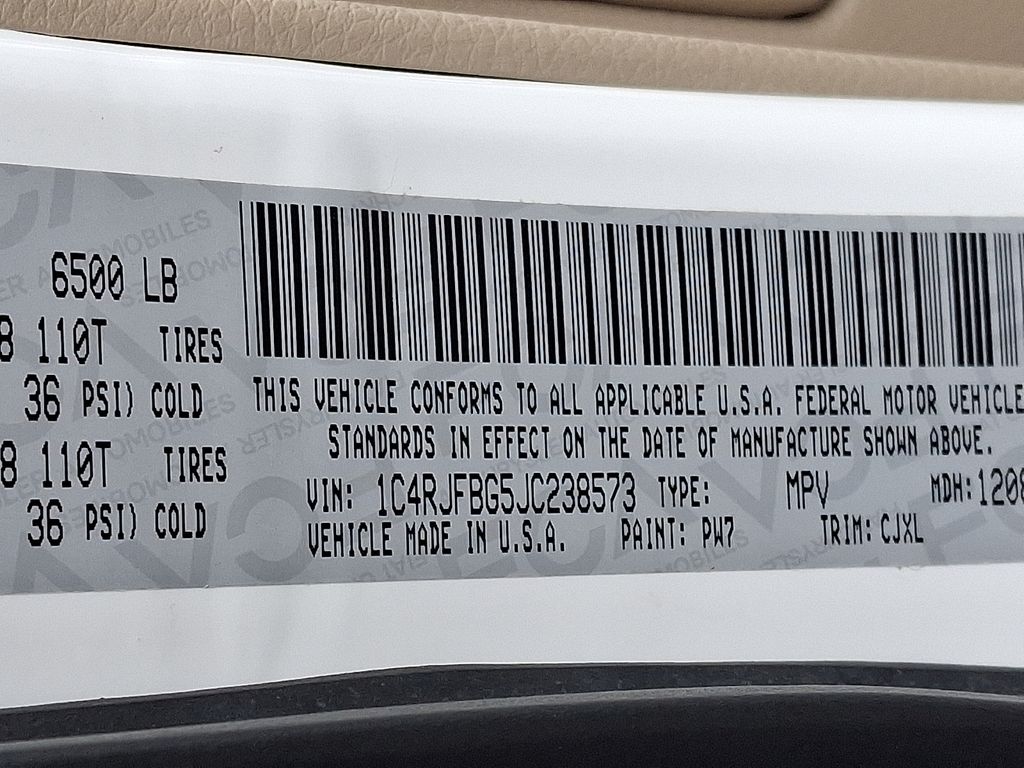 6500 LB
8 110T TIRES
36 PSI) COLD
8 110T TIRES
36 PSI) COLD
THIS VEHICLE CONFORMS TO ALL APPLICABLE U.S.A. FEDERAL MOTOR VEHICLE
STANDARDS IN EFFECT ON THE DATE OF MANUFACTURE SHOWN ABOVE.
VIN: 1C4RJFBG5JC238573 TYPE: MPV MDH: 1200
VEHICLE MADE IN U.S.A. PAINT: PW7 TRIM: CJXL